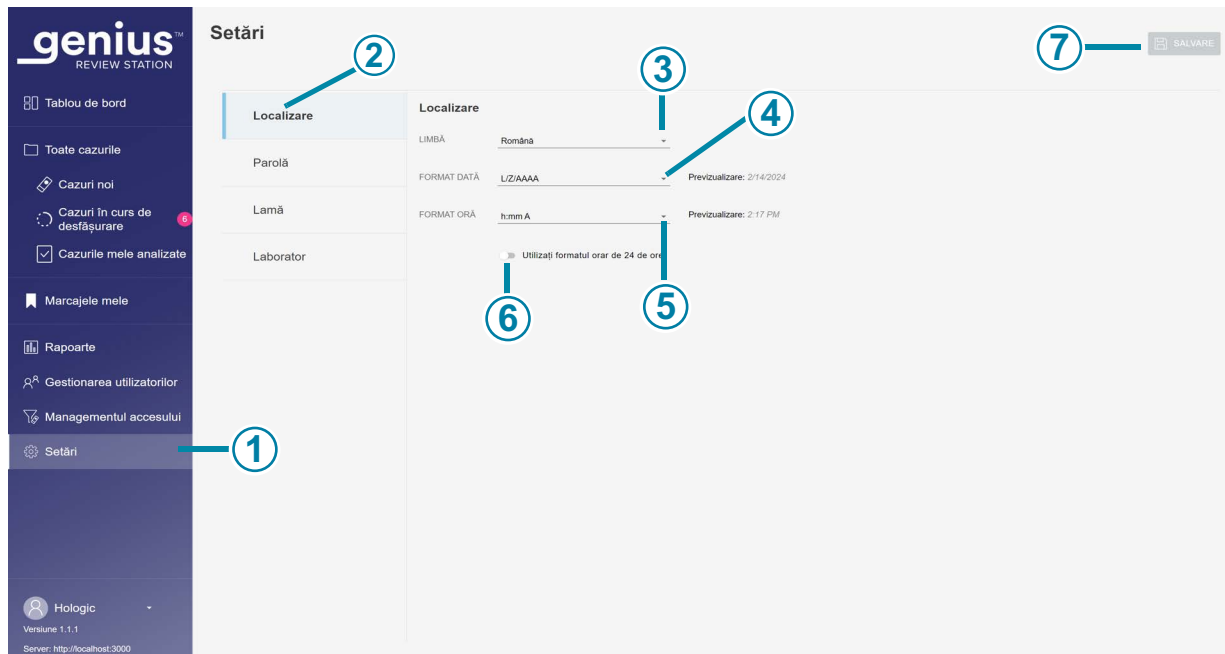 genius™
REVIEW STATION
Tablou de bord
Toate cazurile
Cazuri noi
Cazuri în curs de
desfășurare
6
Cazurile mele analizate
Marcajele mele
Rapoarte
Gestionarea utilizatorilor
Managementul accesului
Setări
1
Hologic
Versiune 1.1.1
Server: http://localhost:3000
Setări
2
3
7
SALVARE
Localizare
Parolă
Lamă
Laborator
Localizare
4
LIMBĂ Română
FORMAT DATĂ L/Z/AAAA Previzualizare: 2/14/2024
FORMAT ORĂ h:mm A Previzualizare: 2:17 PM
Utilizați formatul orar de 24 de ore
6
5